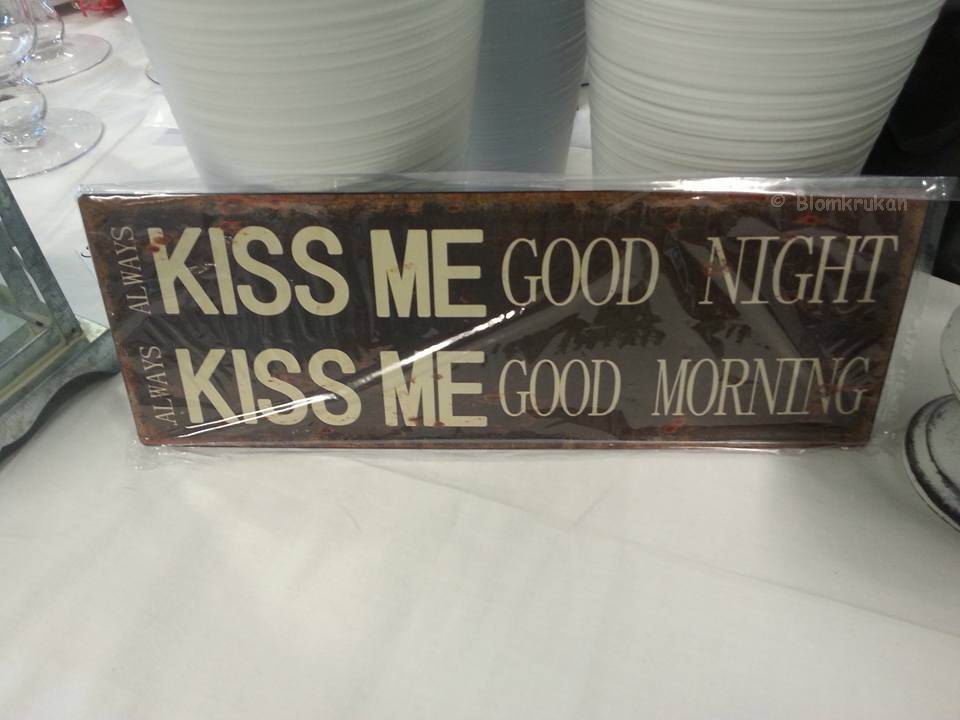 © Blomkrukan
ALWAYS KISS ME GOOD NIGHT
ALWAYS KISS ME GOOD MORNING